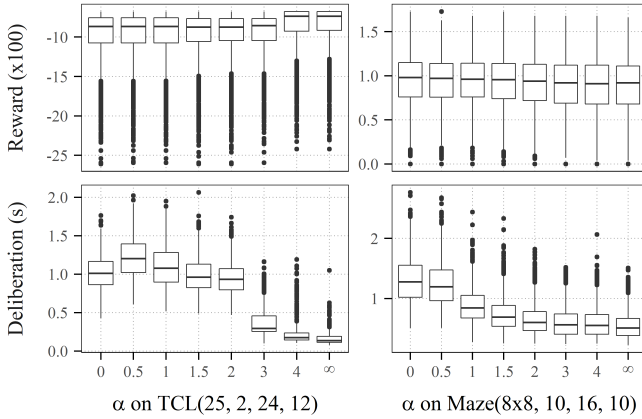 Reward (x100)
-10
-15
-20
-25
1.5
1.0
0.5
0.0
Deliberation (s)
2.0
1.5
1.0
0.5
0.0
2
1
0 0.5 1 1.5 2 3 4 ∞
0 0.5 1 1.5 2 3 4 ∞
α on TCL(25, 2, 24, 12)
α on Maze(8x8, 10, 16, 10)